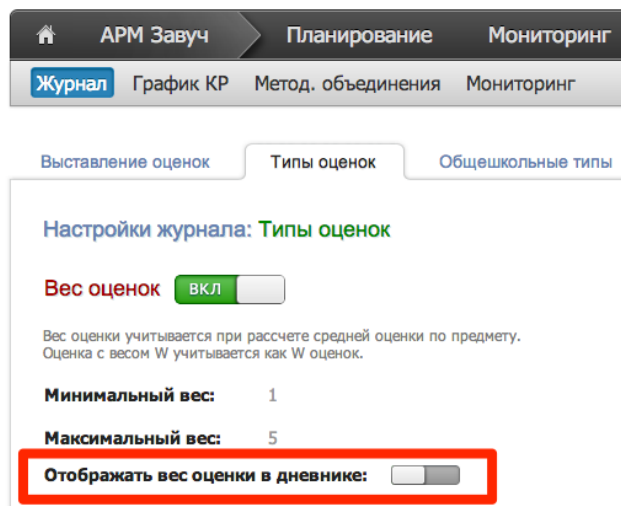 АРМ Завуч Планирование Мониторинг
Журнал График КР Метод. объединения Мониторинг
Выставление оценок Типы оценок Общешкольные типы
Настройки журнала: Типы оценок
Вес оценок ВКЛ
Вес оценки учитывается при рассчете средней оценки по предмету.
Оценка с весом W учитывается как W оценок.
Минимальный вес: 1
Максимальный вес: 5
Отображать вес оценки в дневнике: